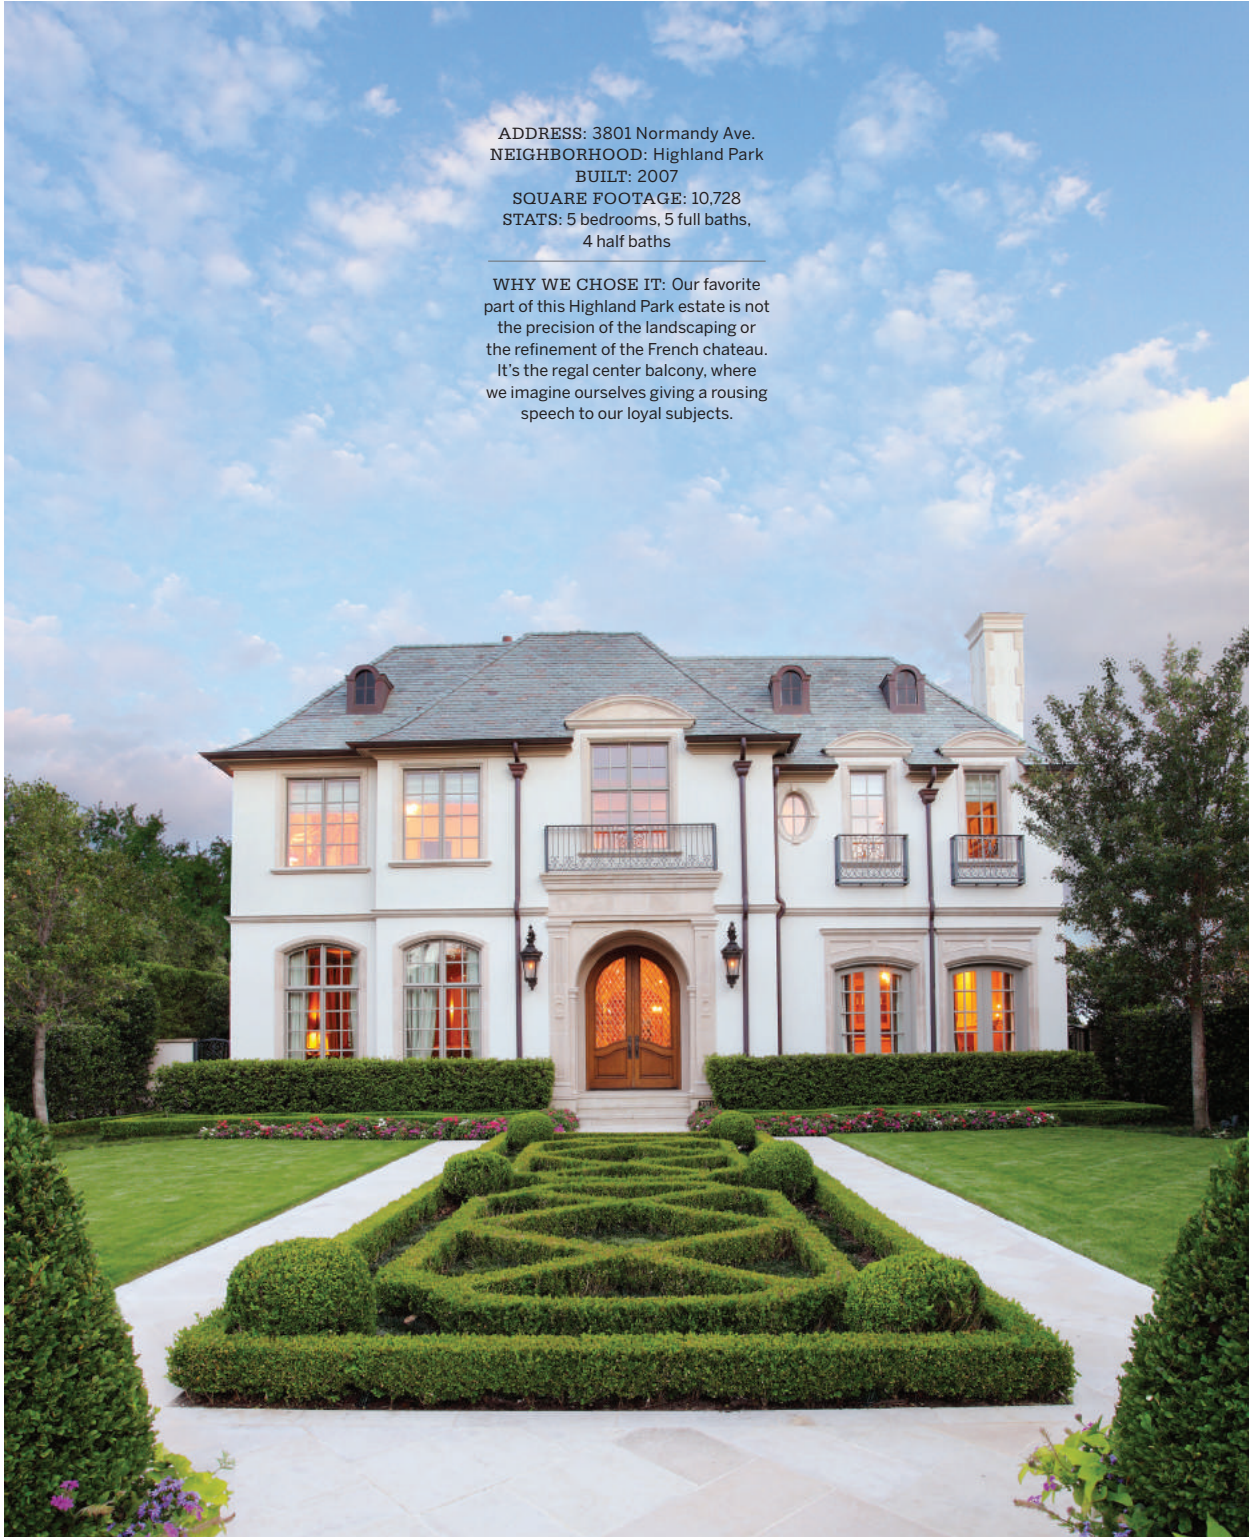 ADDRESS: 3801 Normandy Ave.
NEIGHBORHOOD: Highland Park
BUILT: 2007
SQUARE FOOTAGE: 10,728
STATS: 5 bedrooms, 5 full baths,
4 half baths
WHY WE CHOSE IT: Our favorite
part of this Highland Park estate is not
the precision of the landscaping or
the refinement of the French chateau.
It's the regal center balcony, where
we imagine ourselves giving a rousing
speech to our loyal subjects.